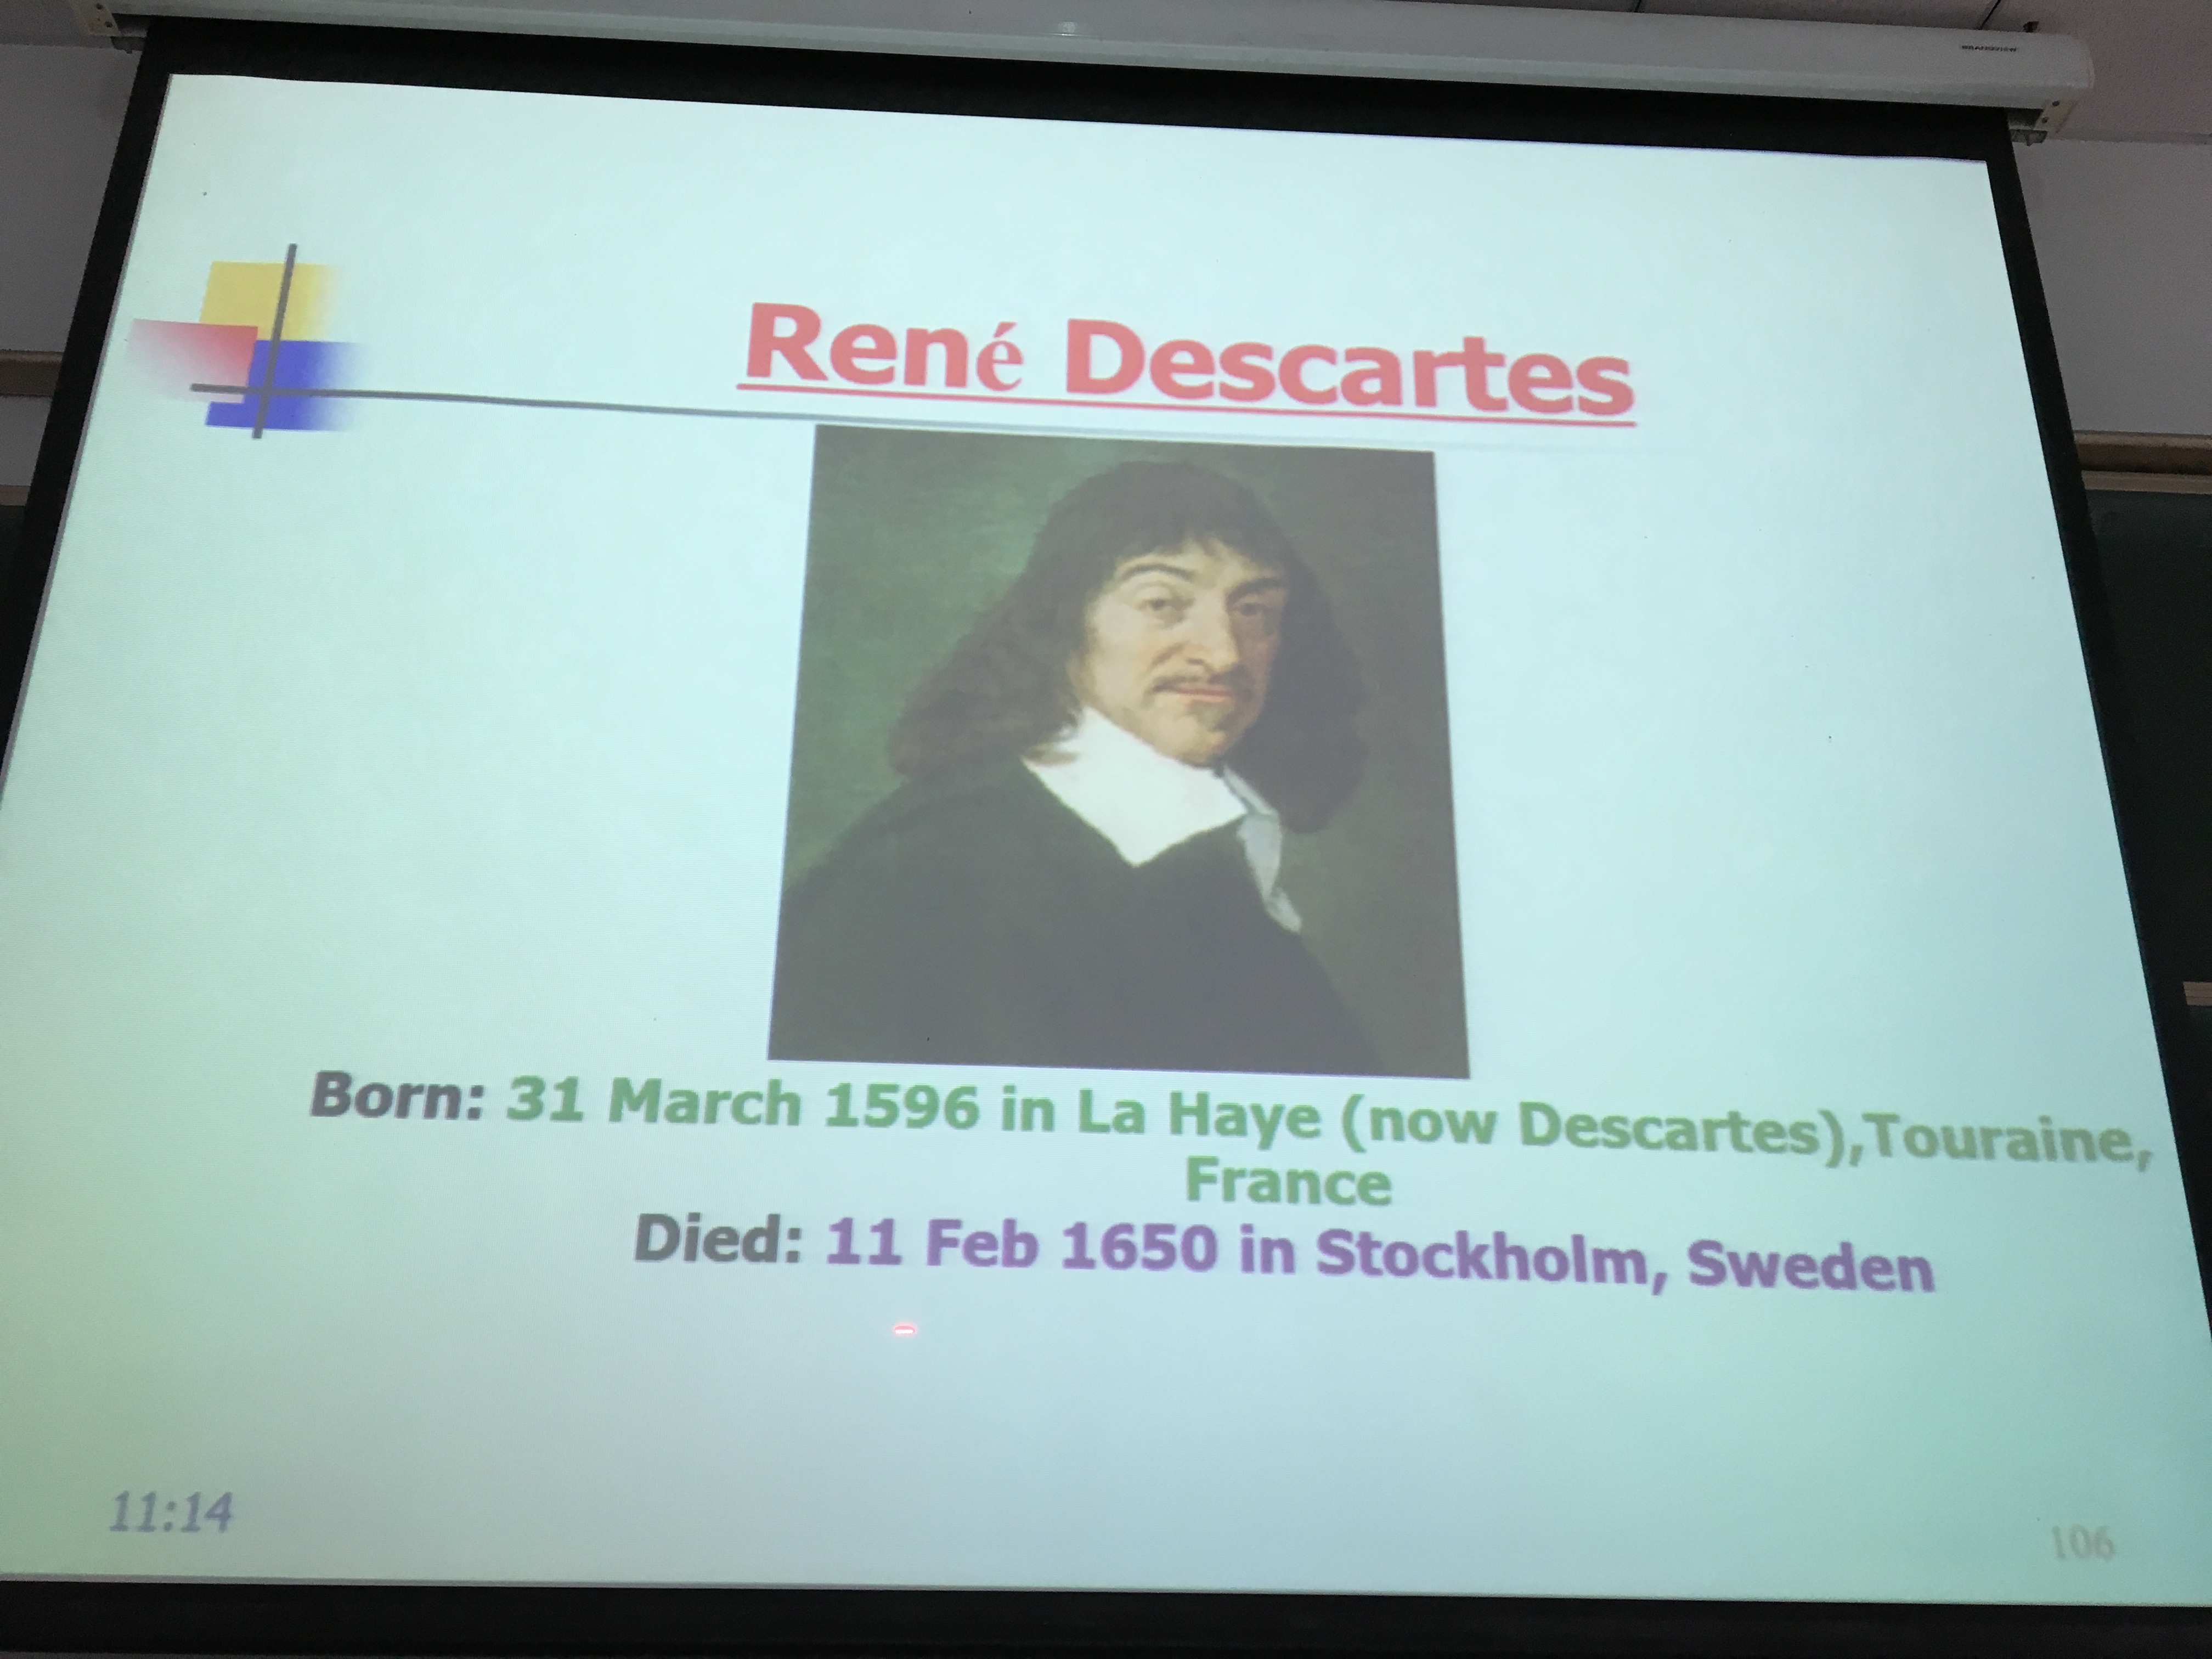 GRANDVIEW
René Descartes
Born: 31 March 1596 in La Haye (now Descartes),Touraine,
France
Died: 11 Feb 1650 in Stockholm, Sweden
11:14
106